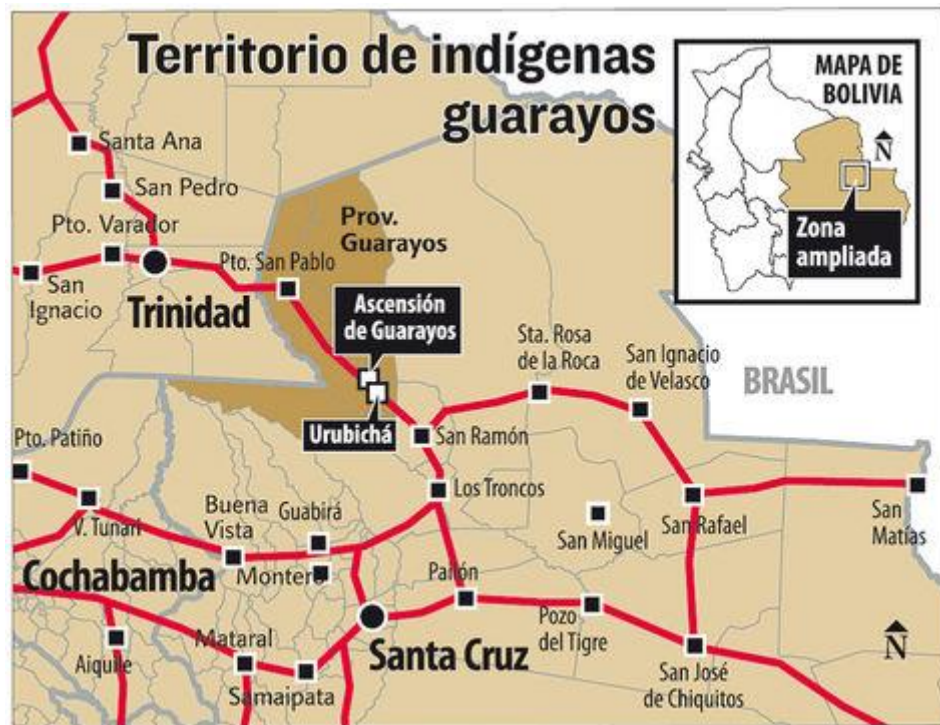 Territorio de indígenas
guarayos
MAPA DE
BOLIVIA
N
Zona
ampliada
Santa Ana
San Pedro
Pto. Varador
San
Ignacio
Trinidad
Pto. San Pablo
Prov.
Guarayos
Ascensión
de Guarayos
Urubichá
Sta. Rosa
de la Roca
San Ignacio
de Velasco
BRASIL
Pto. Patiño
San Ramón
Los Troncos
V. Tunari
Buena
Vista
Guabirá
San Miguel
San Rafael
San
Matías
Cochabamba
Montero
Pailón
Pozo
del Tigre
Aiquile
Mataral
Samaipata
Santa Cruz
San José
de Chiquitos
N